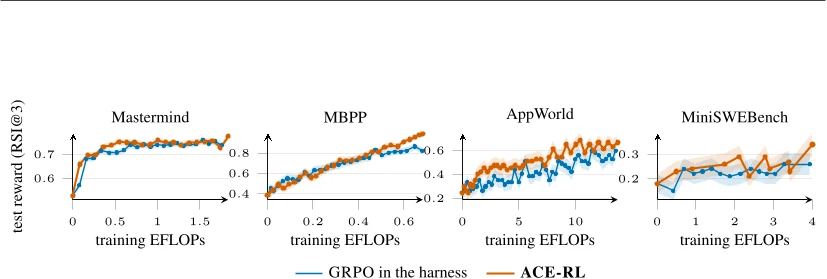 test reward (RSI@3)
Mastermind
0.7
0.6
0 0.5 1 1.5
training EFLOPs
MBPP
0.8
0.6
0.4
0 0.2 0.4 0.6
training EFLOPs
AppWorld
0.6
0.4
0.2
0 5 10
training EFLOPs
MiniSWEBench
0.3
0.2
0 1 2 3 4
training EFLOPs
GRPO in the harness ACE-RL